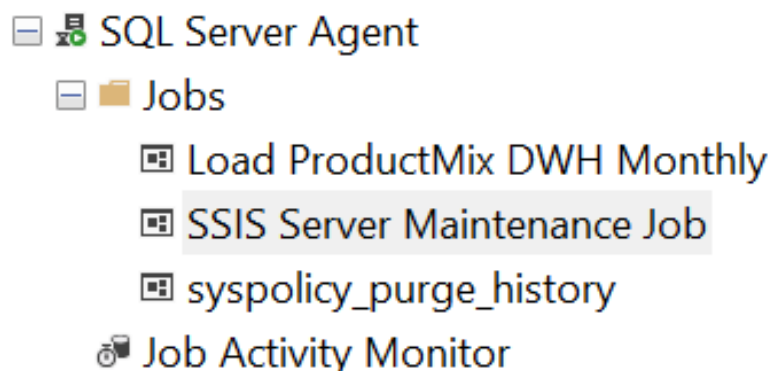 SQL Server Agent
Jobs
Load ProductMix DWH Monthly
SSIS Server Maintenance Job
syspolicy_purge_history
Job Activity Monitor